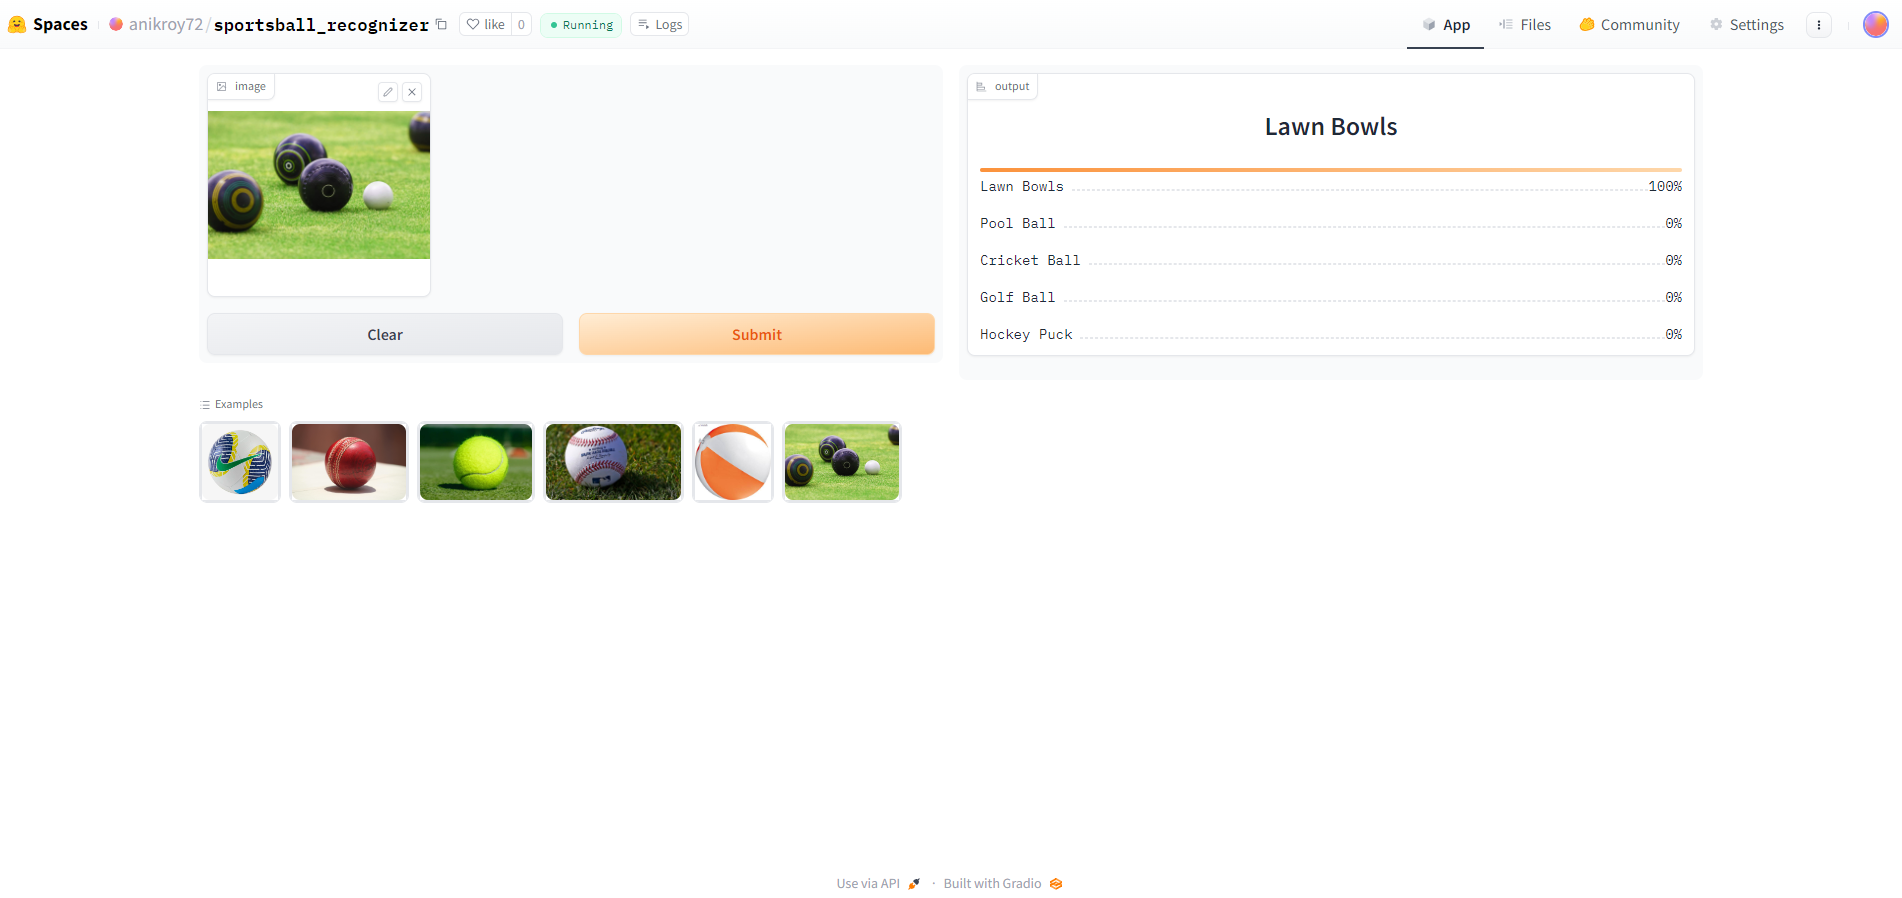 Spaces anikroy72/sportsball_recognizer like 0 Running Logs App Files Community Settings
image
Clear Submit
output
Lawn Bowls
Lawn Bowls 100%
Pool Ball 0%
Cricket Ball 0%
Golf Ball 0%
Hockey Puck 0%
Examples
Use via API · Built with Gradio